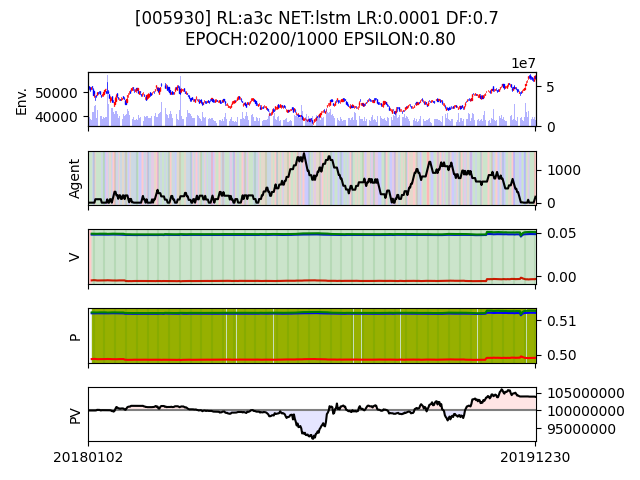 [005930] RL:a3c NET:lstm LR:0.0001 DF:0.7
EPOCH:0200/1000 EPSILON:0.80
1e7
Env.
50000
40000
5
0
Agent
1000
0
V
0.05
0.00
P
0.51
0.50
PV
105000000
100000000
95000000
20180102
20191230